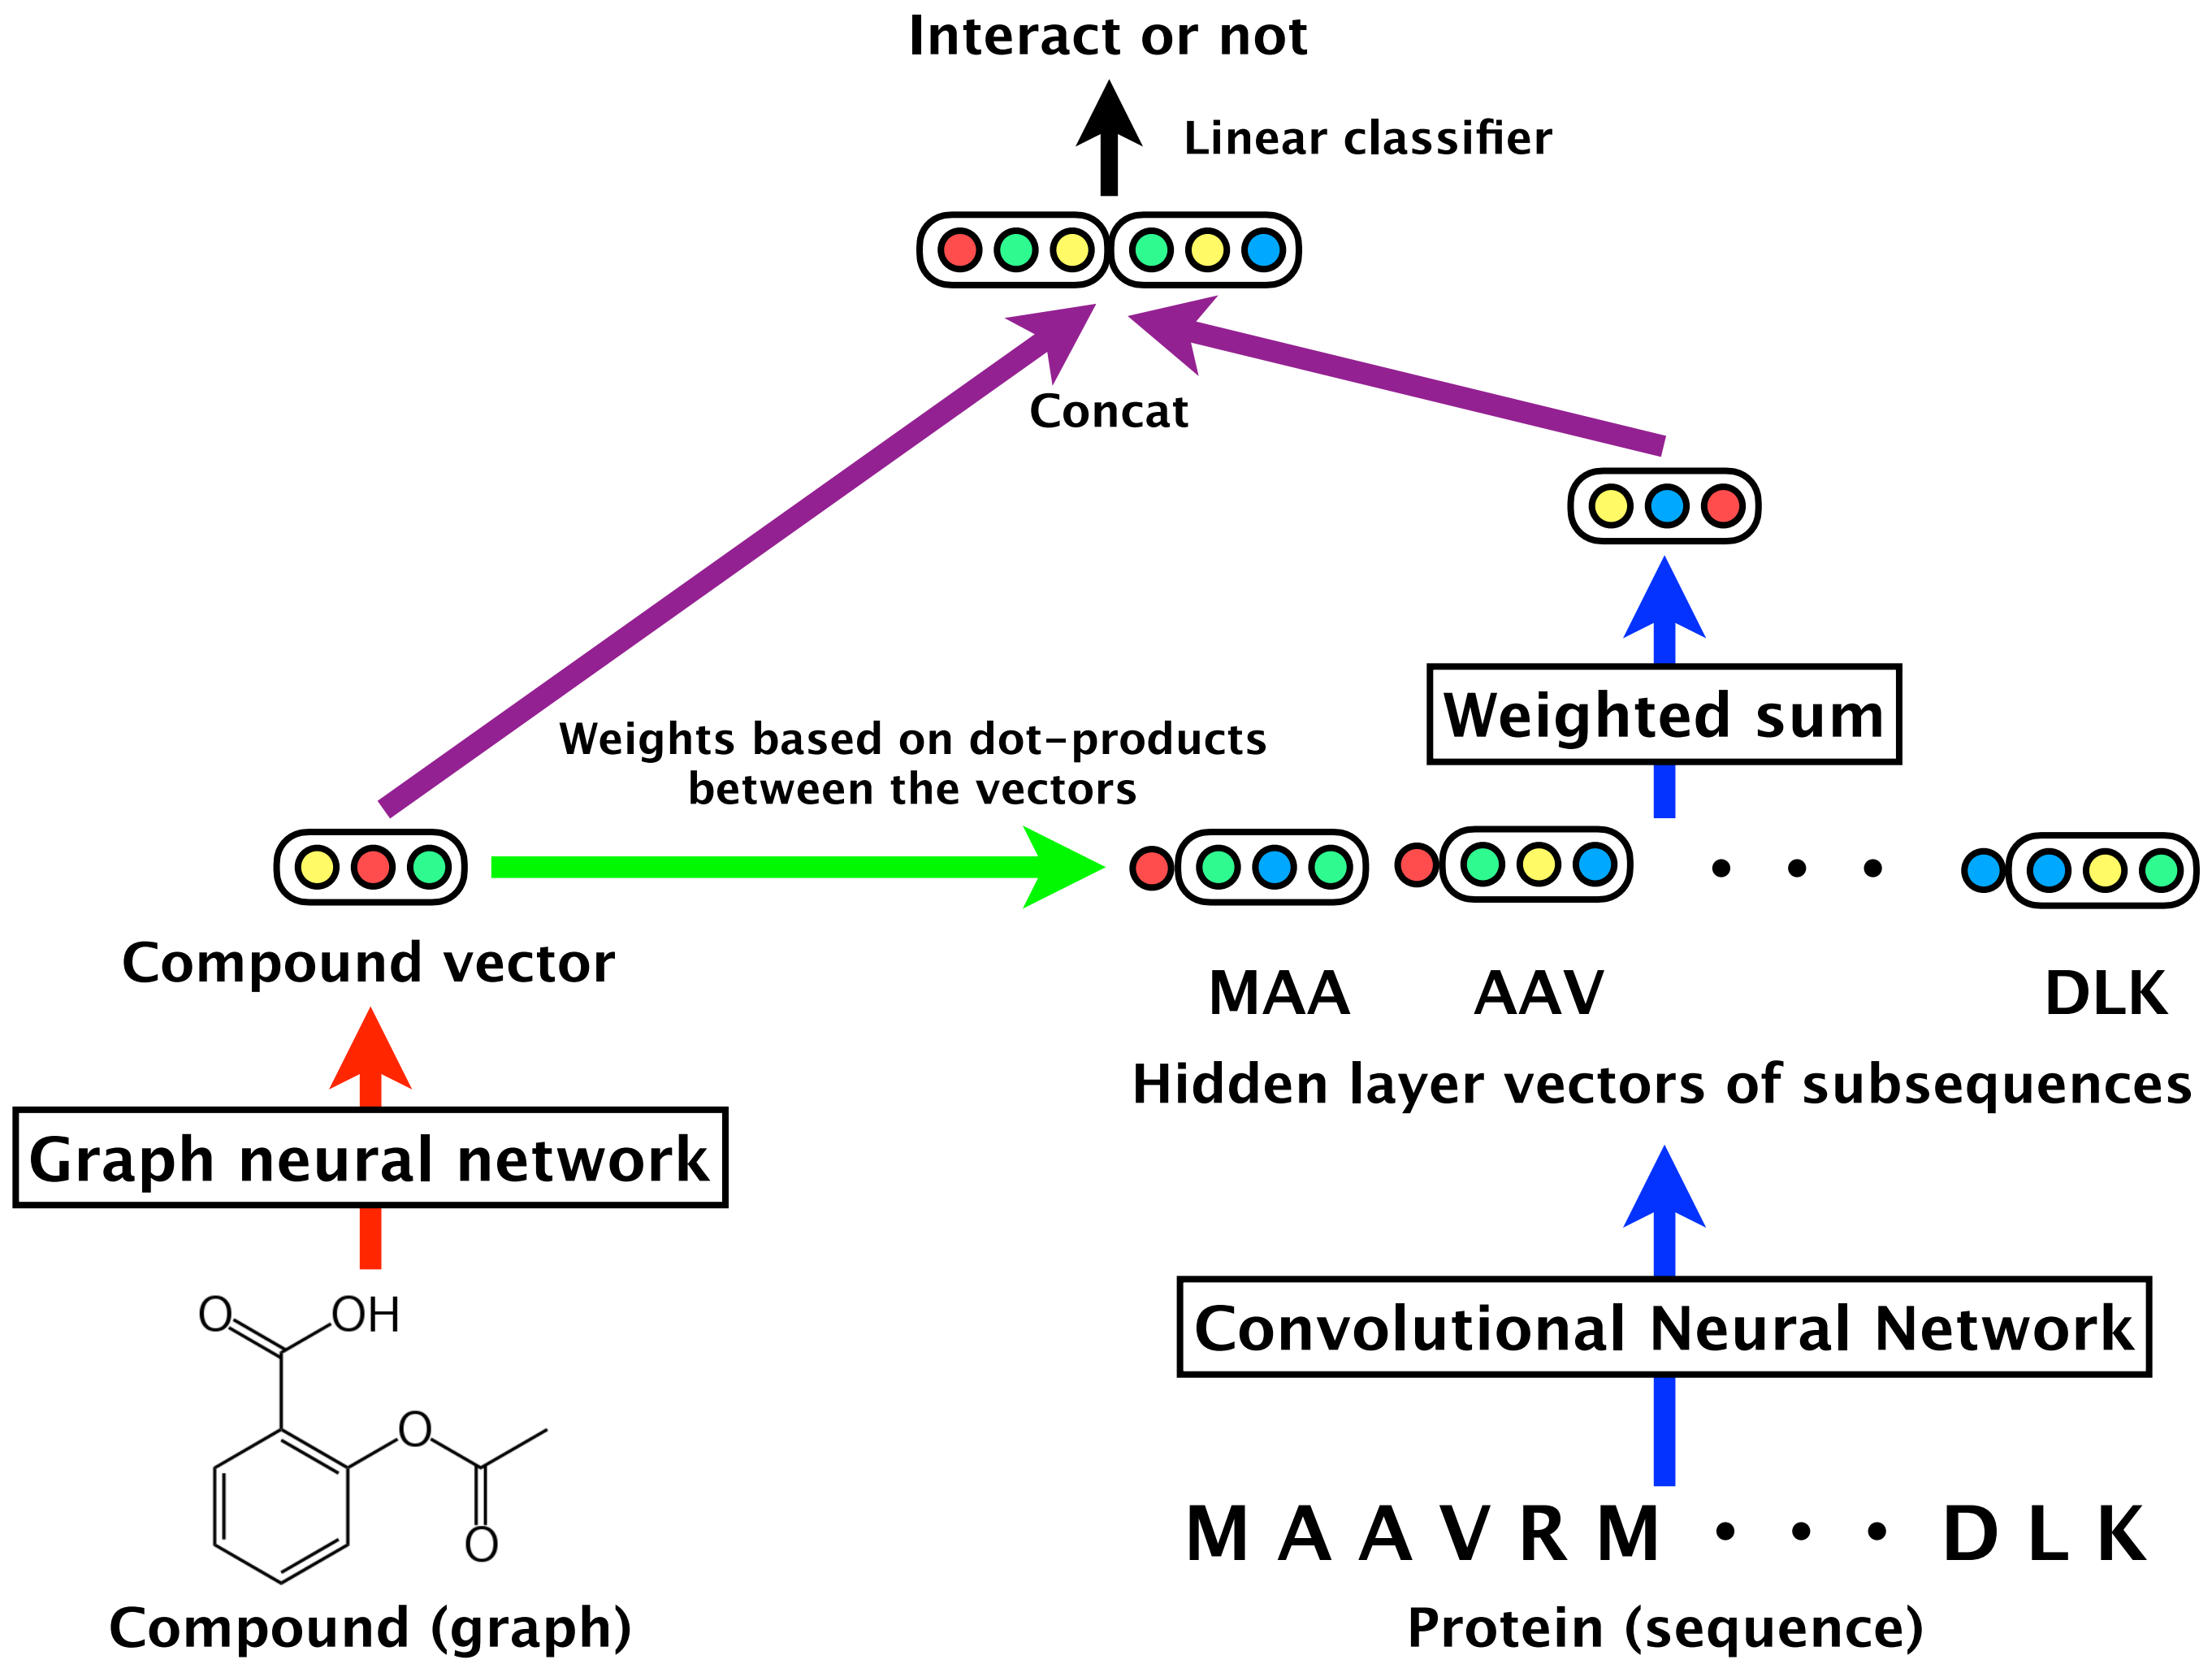 Interact or not
Linear classifier
Concat
Weighted sum
Weights based on dot-products
between the vectors
Compound vector
MAA AAV DLK
Hidden layer vectors of subsequences
Graph neural network
Convolutional Neural Network
O OH
O
O
M A A V R M • • • D L K
Compound (graph)
Protein (sequence)